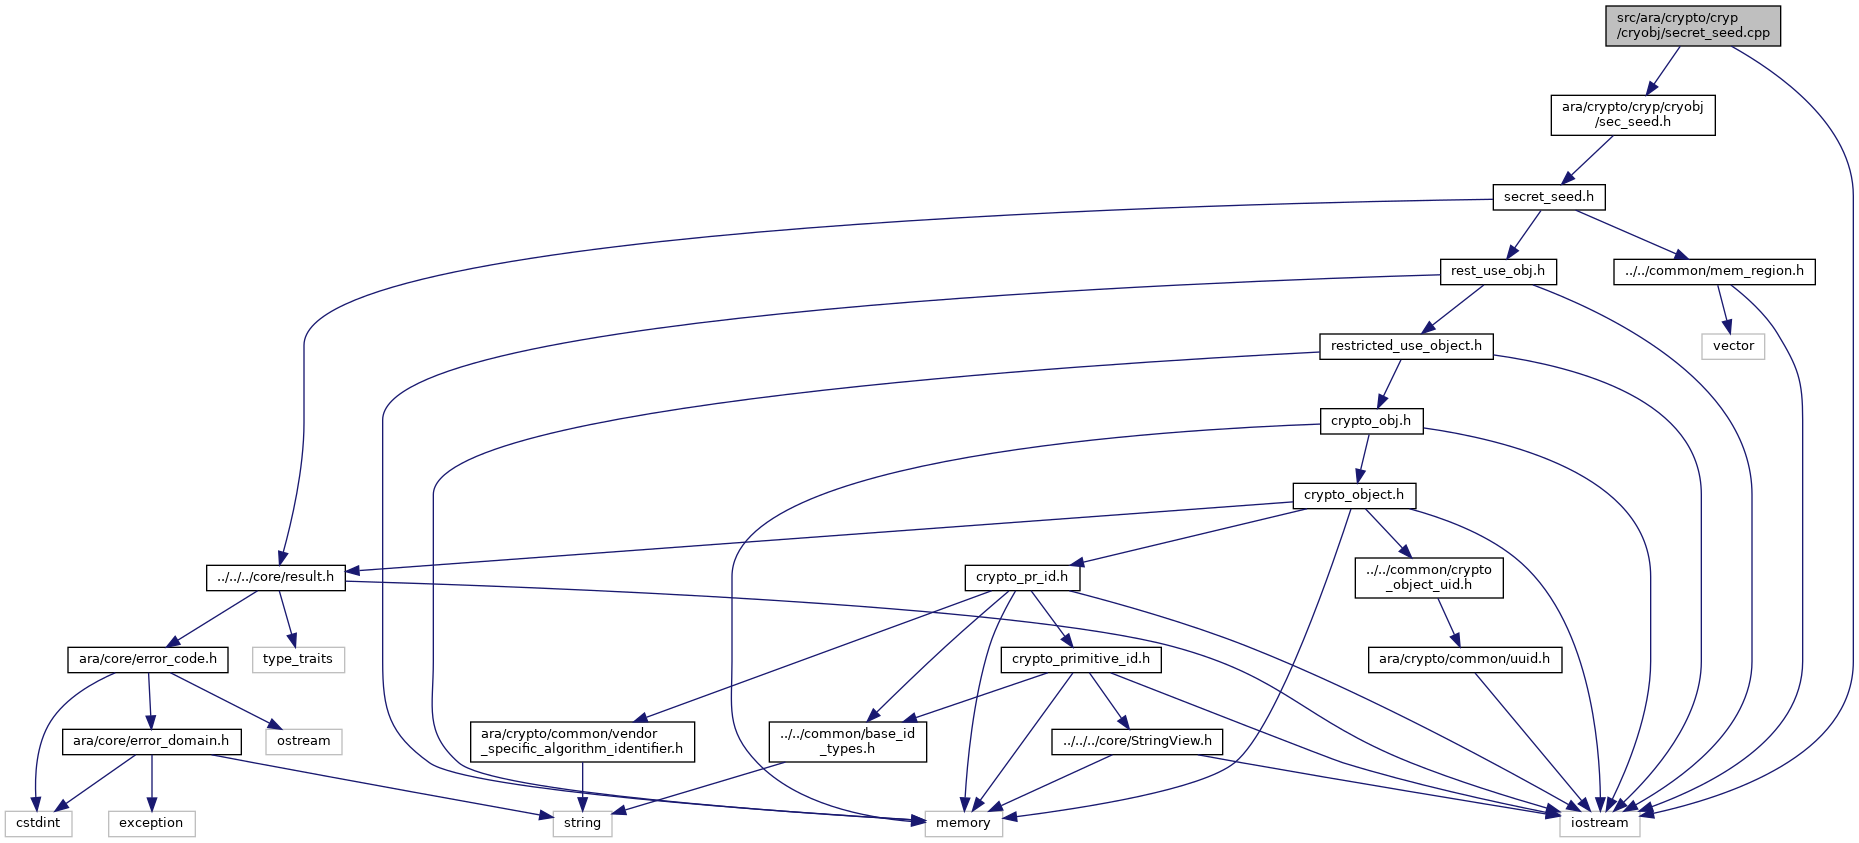 src/ara/crypto/cryp
/cryobj/secret_seed.cpp
ara/crypto/cryp/cryobj
/sec_seed.h
secret_seed.h
rest_use_obj.h
../../common/mem_region.h
restricted_use_object.h
vector
crypto_obj.h
crypto_object.h
../../../core/result.h
crypto_pr_id.h
../../common/crypto
_object_uid.h
ara/core/error_code.h
type_traits
crypto_primitive_id.h
ara/crypto/common/uuid.h
ara/core/error_domain.h
ostream
ara/crypto/common/vendor
_specific_algorithm_identifier.h
../../common/base_id
_types.h
../../../core/StringView.h
cstdint
exception
string
memory
iostream